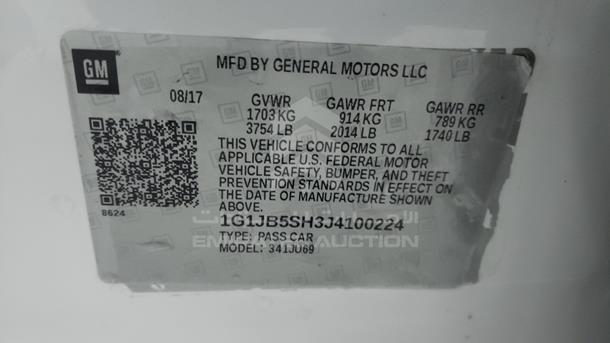 GM
MFD BY GENERAL MOTORS LLC
08/17
GVWR GAWR FRT GAWR RR
1703 KG 914 KG 789 KG
3754 LB 2014 LB 1740 LB
THIS VEHICLE CONFORMS TO ALL
APPLICABLE U.S. FEDERAL MOTOR
VEHICLE SAFETY, BUMPER, AND THEFT
PREVENTION STANDARDS IN EFFECT ON
THE DATE OF MANUFACTURE SHOWN
ABOVE.
8624
الإمارات للمزادات
1G1JB5SH3J4100224
EMIRATES AUCTION
TYPE: PASS CAR
MODEL: 341JU69